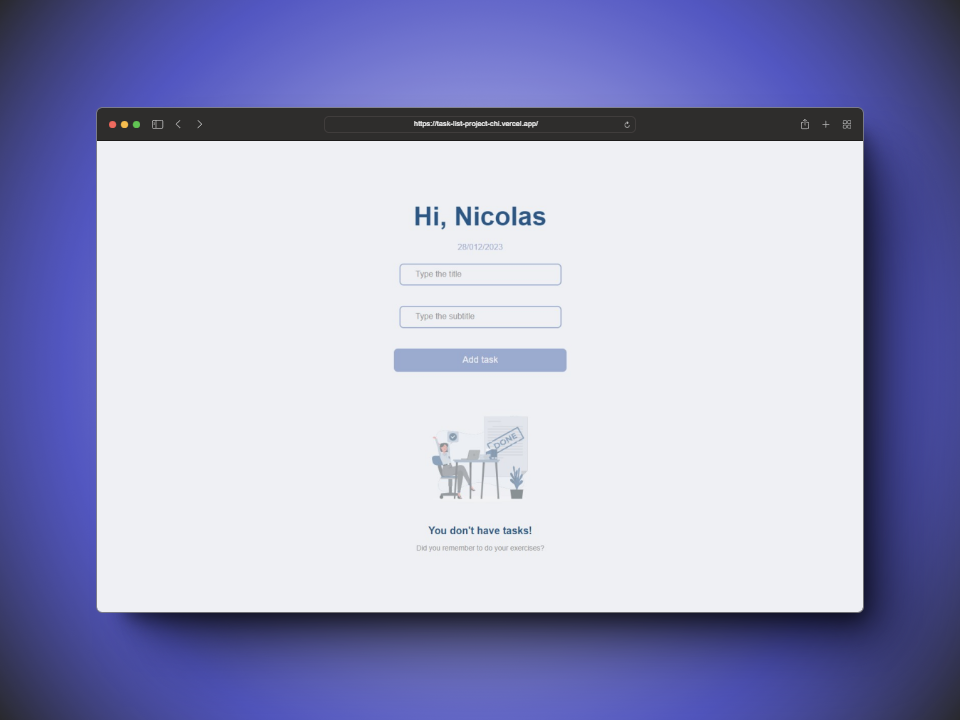 https://task-list-project-chi.vercel.app/
Hi, Nicolas
28/012/2023
Type the title
Type the subtitle
Add task
DONE
You don't have tasks!
Did you remember to do your exercises?